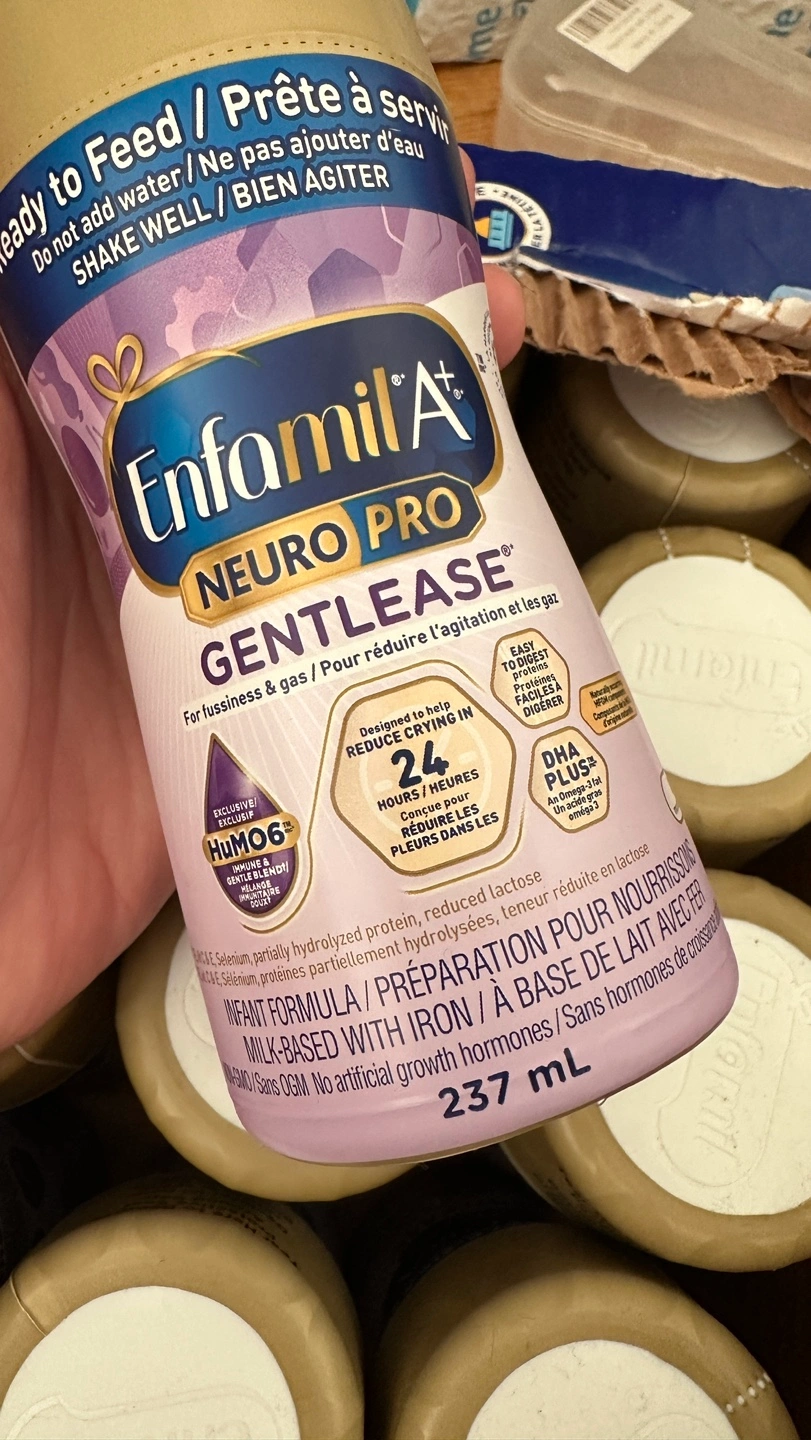 Ready to Feed / Prête à servir
Do not add water / Ne pas ajouter d'eau
SHAKE WELL / BIEN AGITER
Enfamil® A+®
NEURO PRO
GENTLEASE®*
For fussiness & gas / Pour réduire l'agitation et les gaz
EASY
TO DIGEST
proteins
Protéines
FACILES À
DIGÉRER
Designed to help
REDUCE CRYING IN
24
HOURS / HEURES
Conçue pour
RÉDUIRE LES
PLEURS DANS LES
DHA
PLUS
An Omega-3 fat
Un acide gras
oméga 3
EXCLUSIVE/
EXCLUSIF
HuMO6
IMMUNE &
GENTLE BLEND†/
MÉLANGE
IMMUNITAIRE
DOUX†
C & E, Selenium, partially hydrolyzed protein, reduced lactose
C & E, Sélénium, protéines partiellement hydrolysées, teneur réduite en lactose
INFANT FORMULA / PRÉPARATION POUR NOURRISSONS
MILK-BASED WITH IRON / À BASE DE LAIT AVEC FER
NON-GMO / Sans OGM No artificial growth hormones / Sans hormones de croissance
237 mL
Enfamil
Enfamil